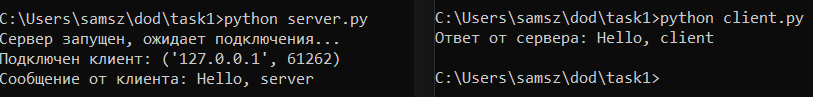 C:\Users\samsz\dod\task1>python server.py
Сервер запущен, ожидает подключения...
Подключен клиент: ('127.0.0.1', 61262)
Сообщение от клиента: Hello, server
C:\Users\samsz\dod\task1>python client.py
Ответ от сервера: Hello, client
C:\Users\samsz\dod\task1>